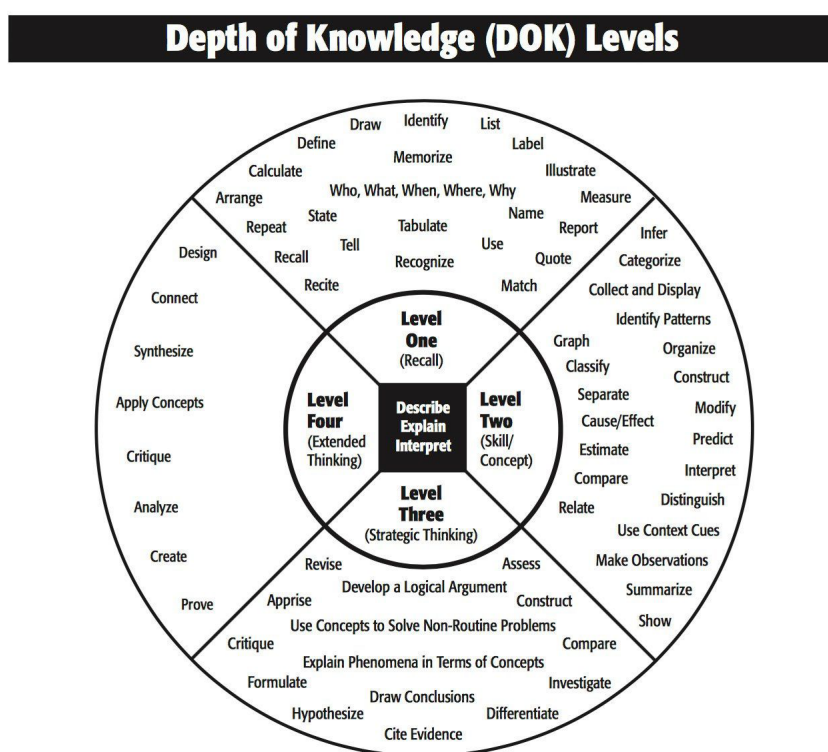 Depth of Knowledge (DOK) Levels
Draw
Identify
List
Define
Label
Memorize
Calculate
Illustrate
Who, What, When, Where, Why
Arrange
Measure
State
Name
Repeat
Tabulate
Report
Tell
Use
Recall
Recognize
Quote
Recite
Match
Level
One
(Recall)
Infer
Categorize
Collect and Display
Identify Patterns
Graph
Organize
Classify
Construct
Separate
Modify
Cause/Effect
Predict
Estimate
Interpret
Compare
Distinguish
Relate
Use Context Cues
Make Observations
Summarize
Show
Level
Two
(Skill/
Concept)
Describe
Explain
Interpret
Level
Three
(Strategic Thinking)
Revise
Assess
Develop a Logical Argument
Apprise
Construct
Use Concepts to Solve Non-Routine Problems
Critique
Compare
Explain Phenomena in Terms of Concepts
Formulate
Investigate
Draw Conclusions
Hypothesize
Differentiate
Cite Evidence
Level
Four
(Extended
Thinking)
Design
Connect
Synthesize
Apply Concepts
Critique
Analyze
Create
Prove